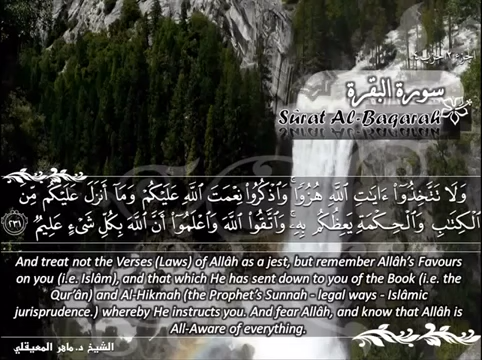 سورة البقرة
Sûrat Al-Baqarah
وَلَا تَتَّخِذُوٓا۟ ءَايَـٰتِ ٱللَّهِ هُزُوًا ۚ وَٱذْكُرُوا۟ نِعْمَتَ ٱللَّهِ عَلَيْكُمْ وَمَآ أَنزَلَ عَلَيْكُم مِّنَ
ٱلْكِتَـٰبِ وَٱلْحِكْمَةِ يَعِظُكُم بِهِۦ ۚ وَٱتَّقُوا۟ ٱللَّهَ وَٱعْلَمُوٓا۟ أَنَّ ٱللَّهَ بِكُلِّ شَىْءٍ عَلِيمٌ ٢٣١
And treat not the Verses (Laws) of Allâh as a jest, but remember Allâh's Favours
on you (i.e. Islâm), and that which He has sent down to you of the Book (i.e. the
Qur'ân) and Al-Hikmah (the Prophet's Sunnah - legal ways - Islâmic
jurisprudence.) whereby He instructs you. And fear Allâh, and know that Allâh is
All-Aware of everything.
الشيخ د. ماهر المعيقلي